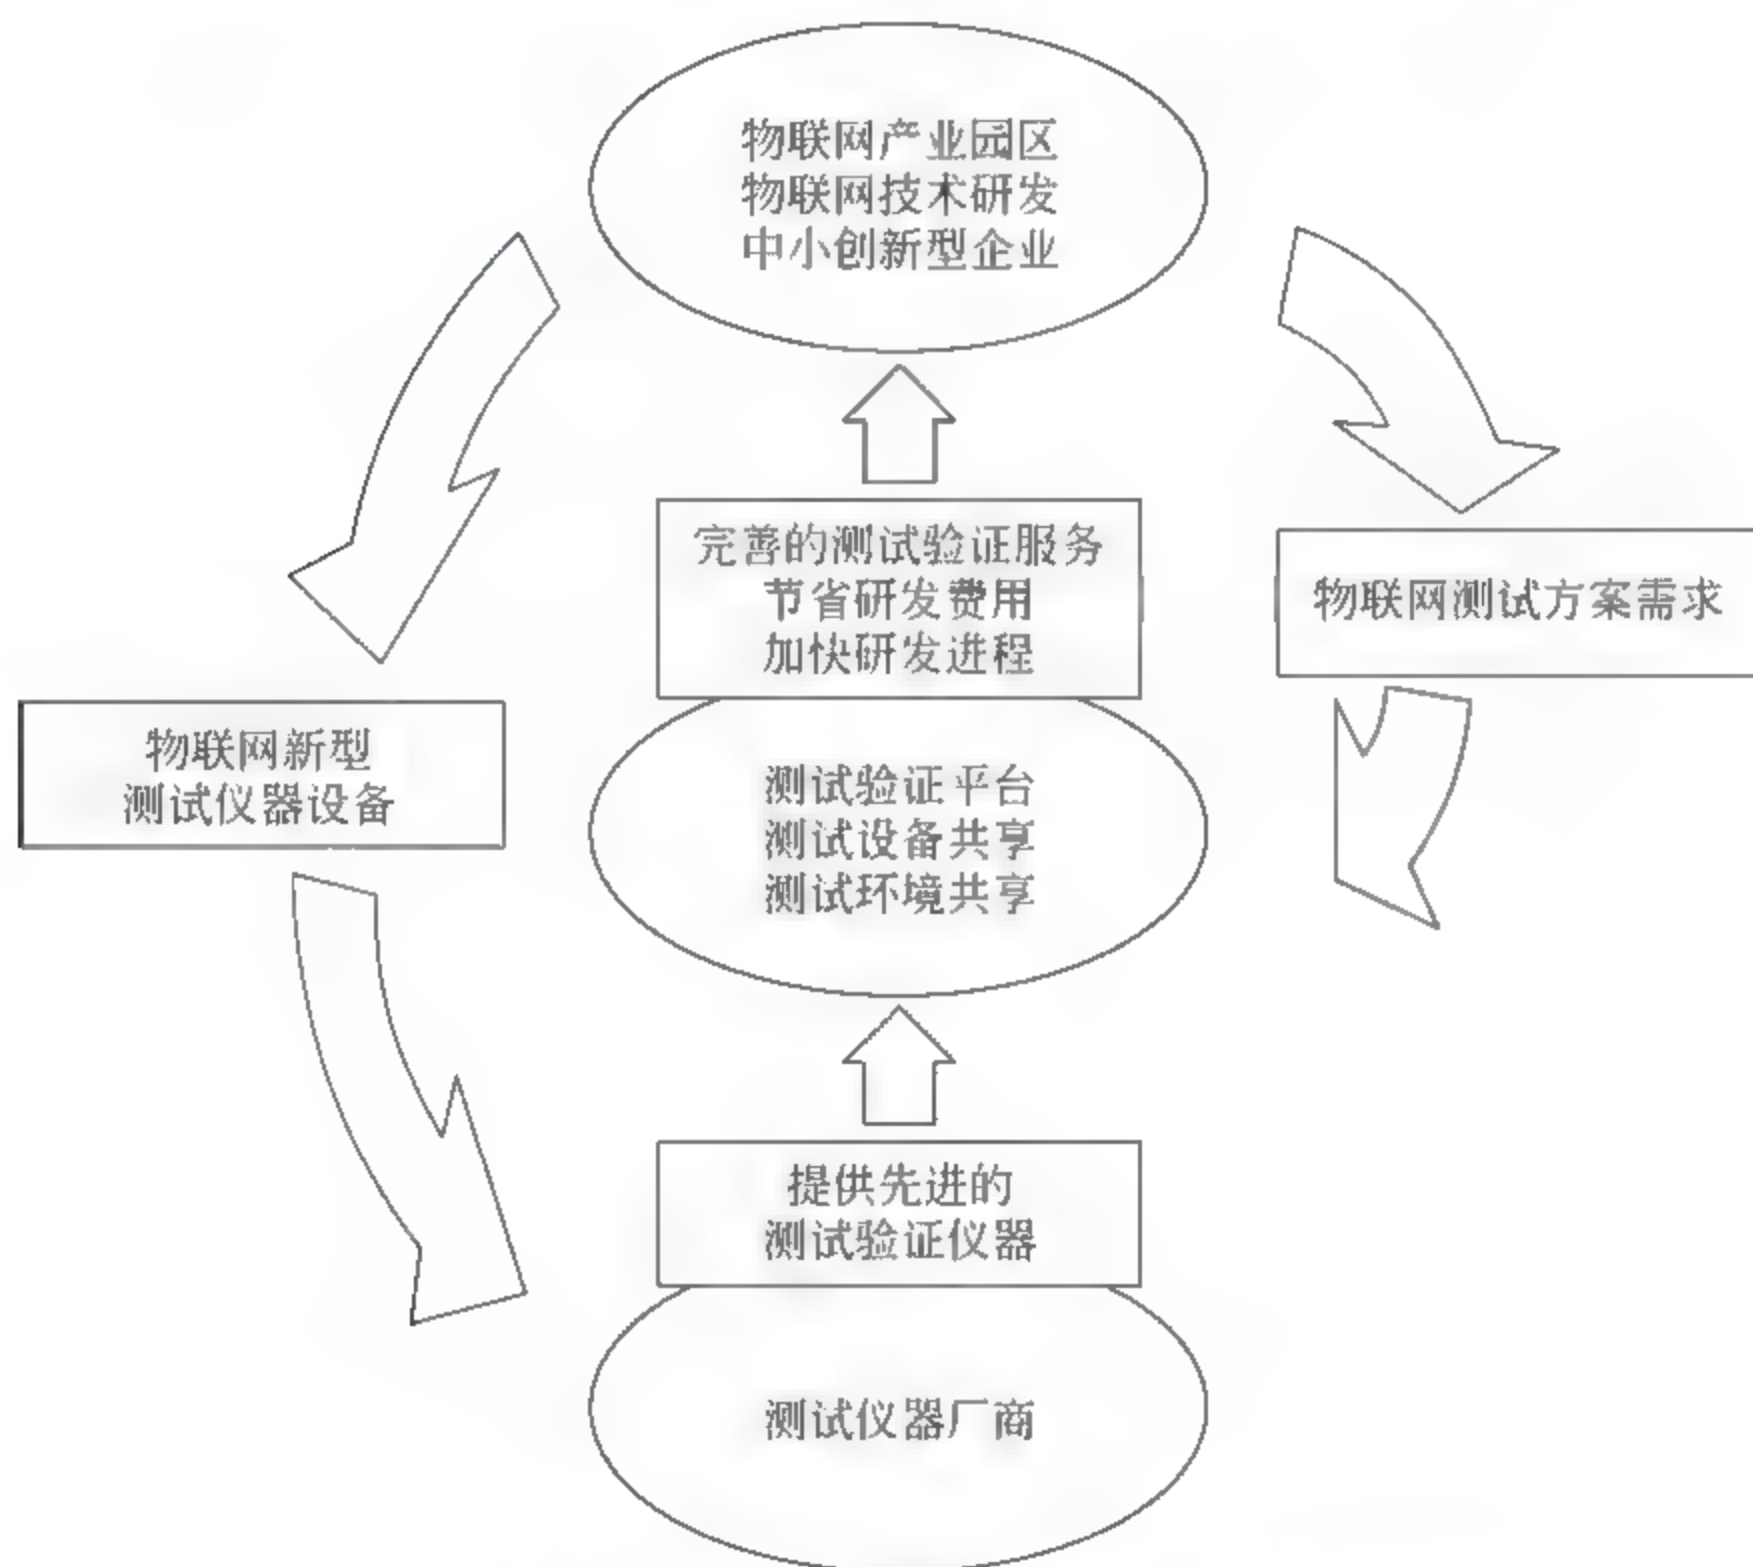 物联网产业园区
物联网技术研发
中小创新型企业
完善的测试验证服务
节省研发费用
加快研发进程
物联网测试方案需求
物联网新型
测试仪器设备
测试验证平台
测试设备共享
测试环境共享
提供先进的
测试验证仪器
测试仪器厂商